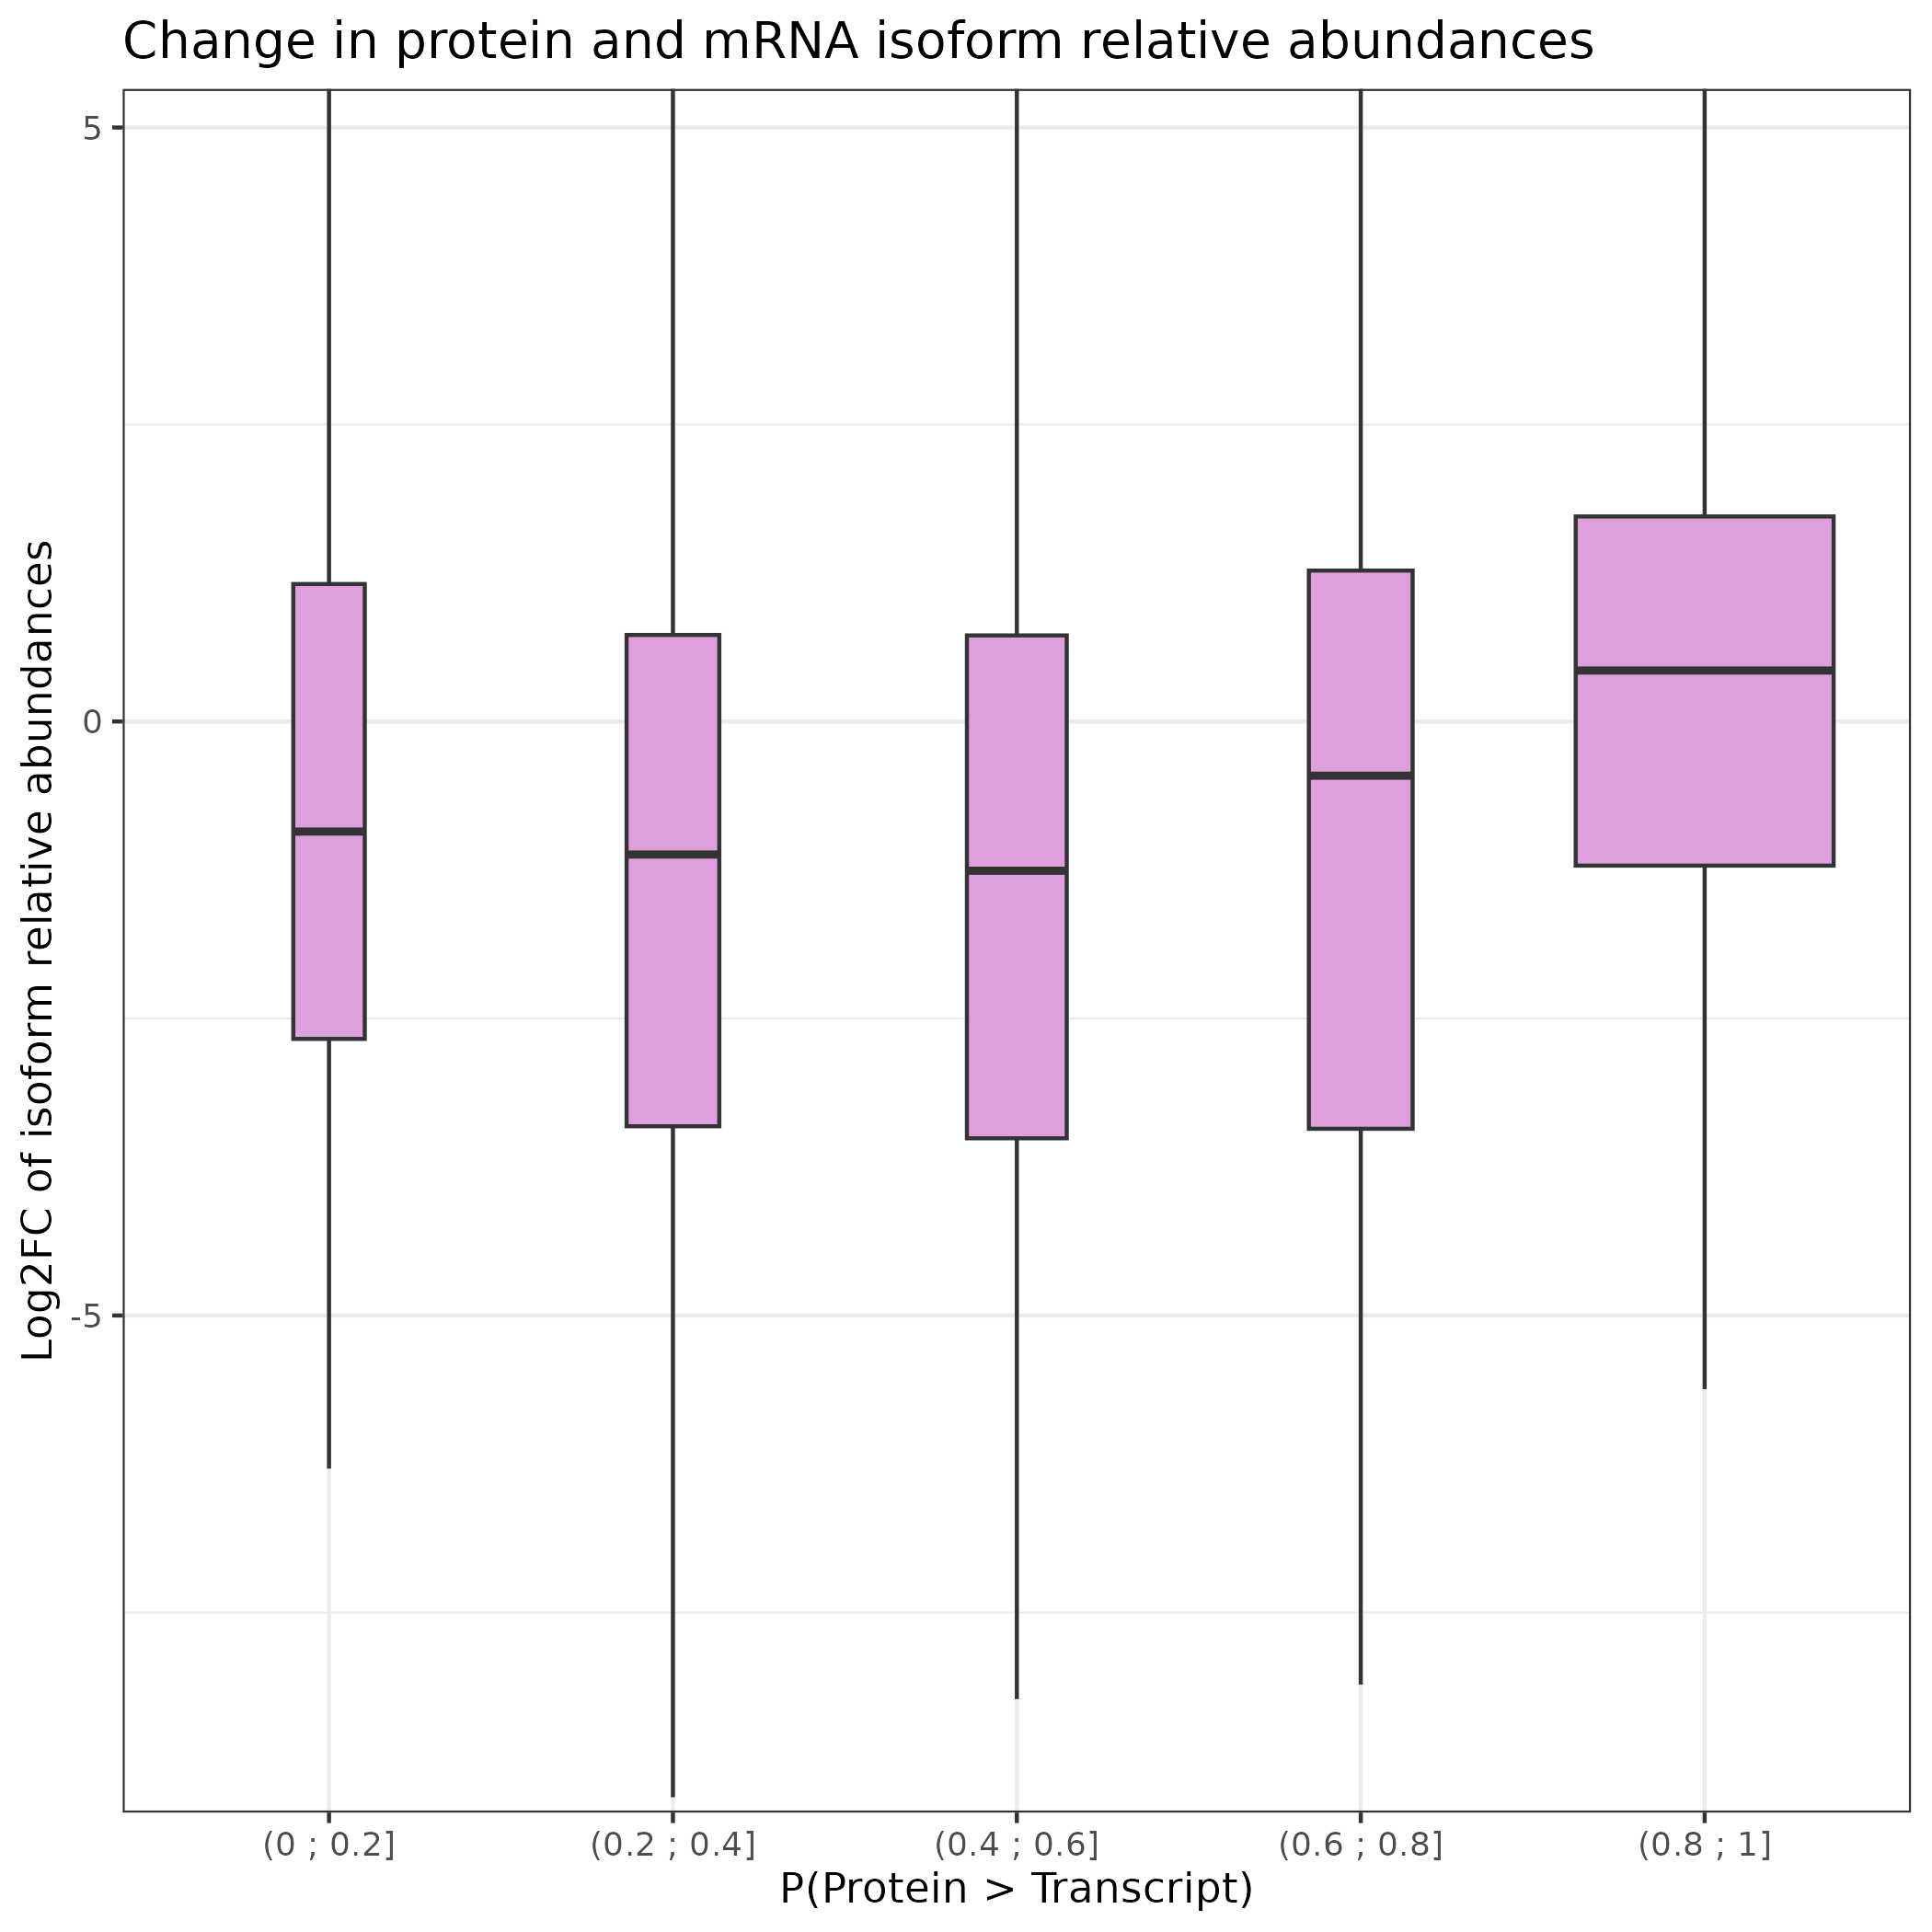 Change in protein and mRNA isoform relative abundances
Log2FC of isoform relative abundances
5
0
-5
(0 ; 0.2]
(0.2 ; 0.4]
(0.4 ; 0.6]
(0.6 ; 0.8]
(0.8 ; 1]
P(Protein > Transcript)